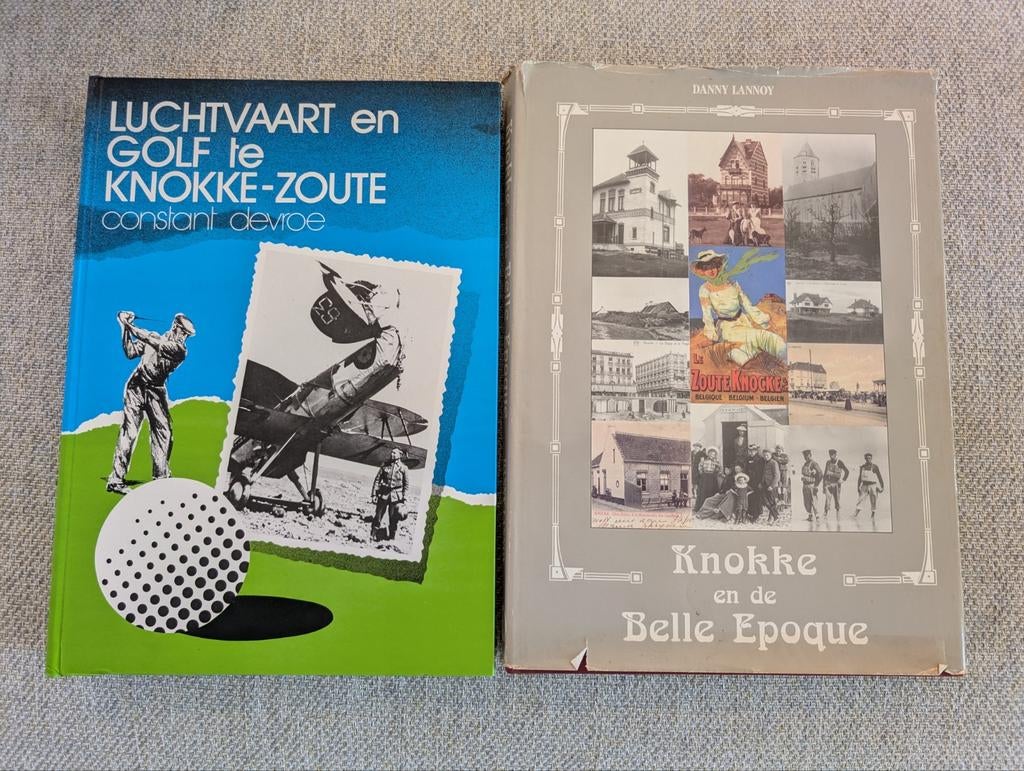 LUCHTVAART en
GOLF te
KNOKKE-ZOUTE
constant devroe
DANNY LANNOY
LE
ZOUTE KNOCKE
BELGIQUE - BELGIUM - BELGIEN
Knokke
en de
Belle Epoque